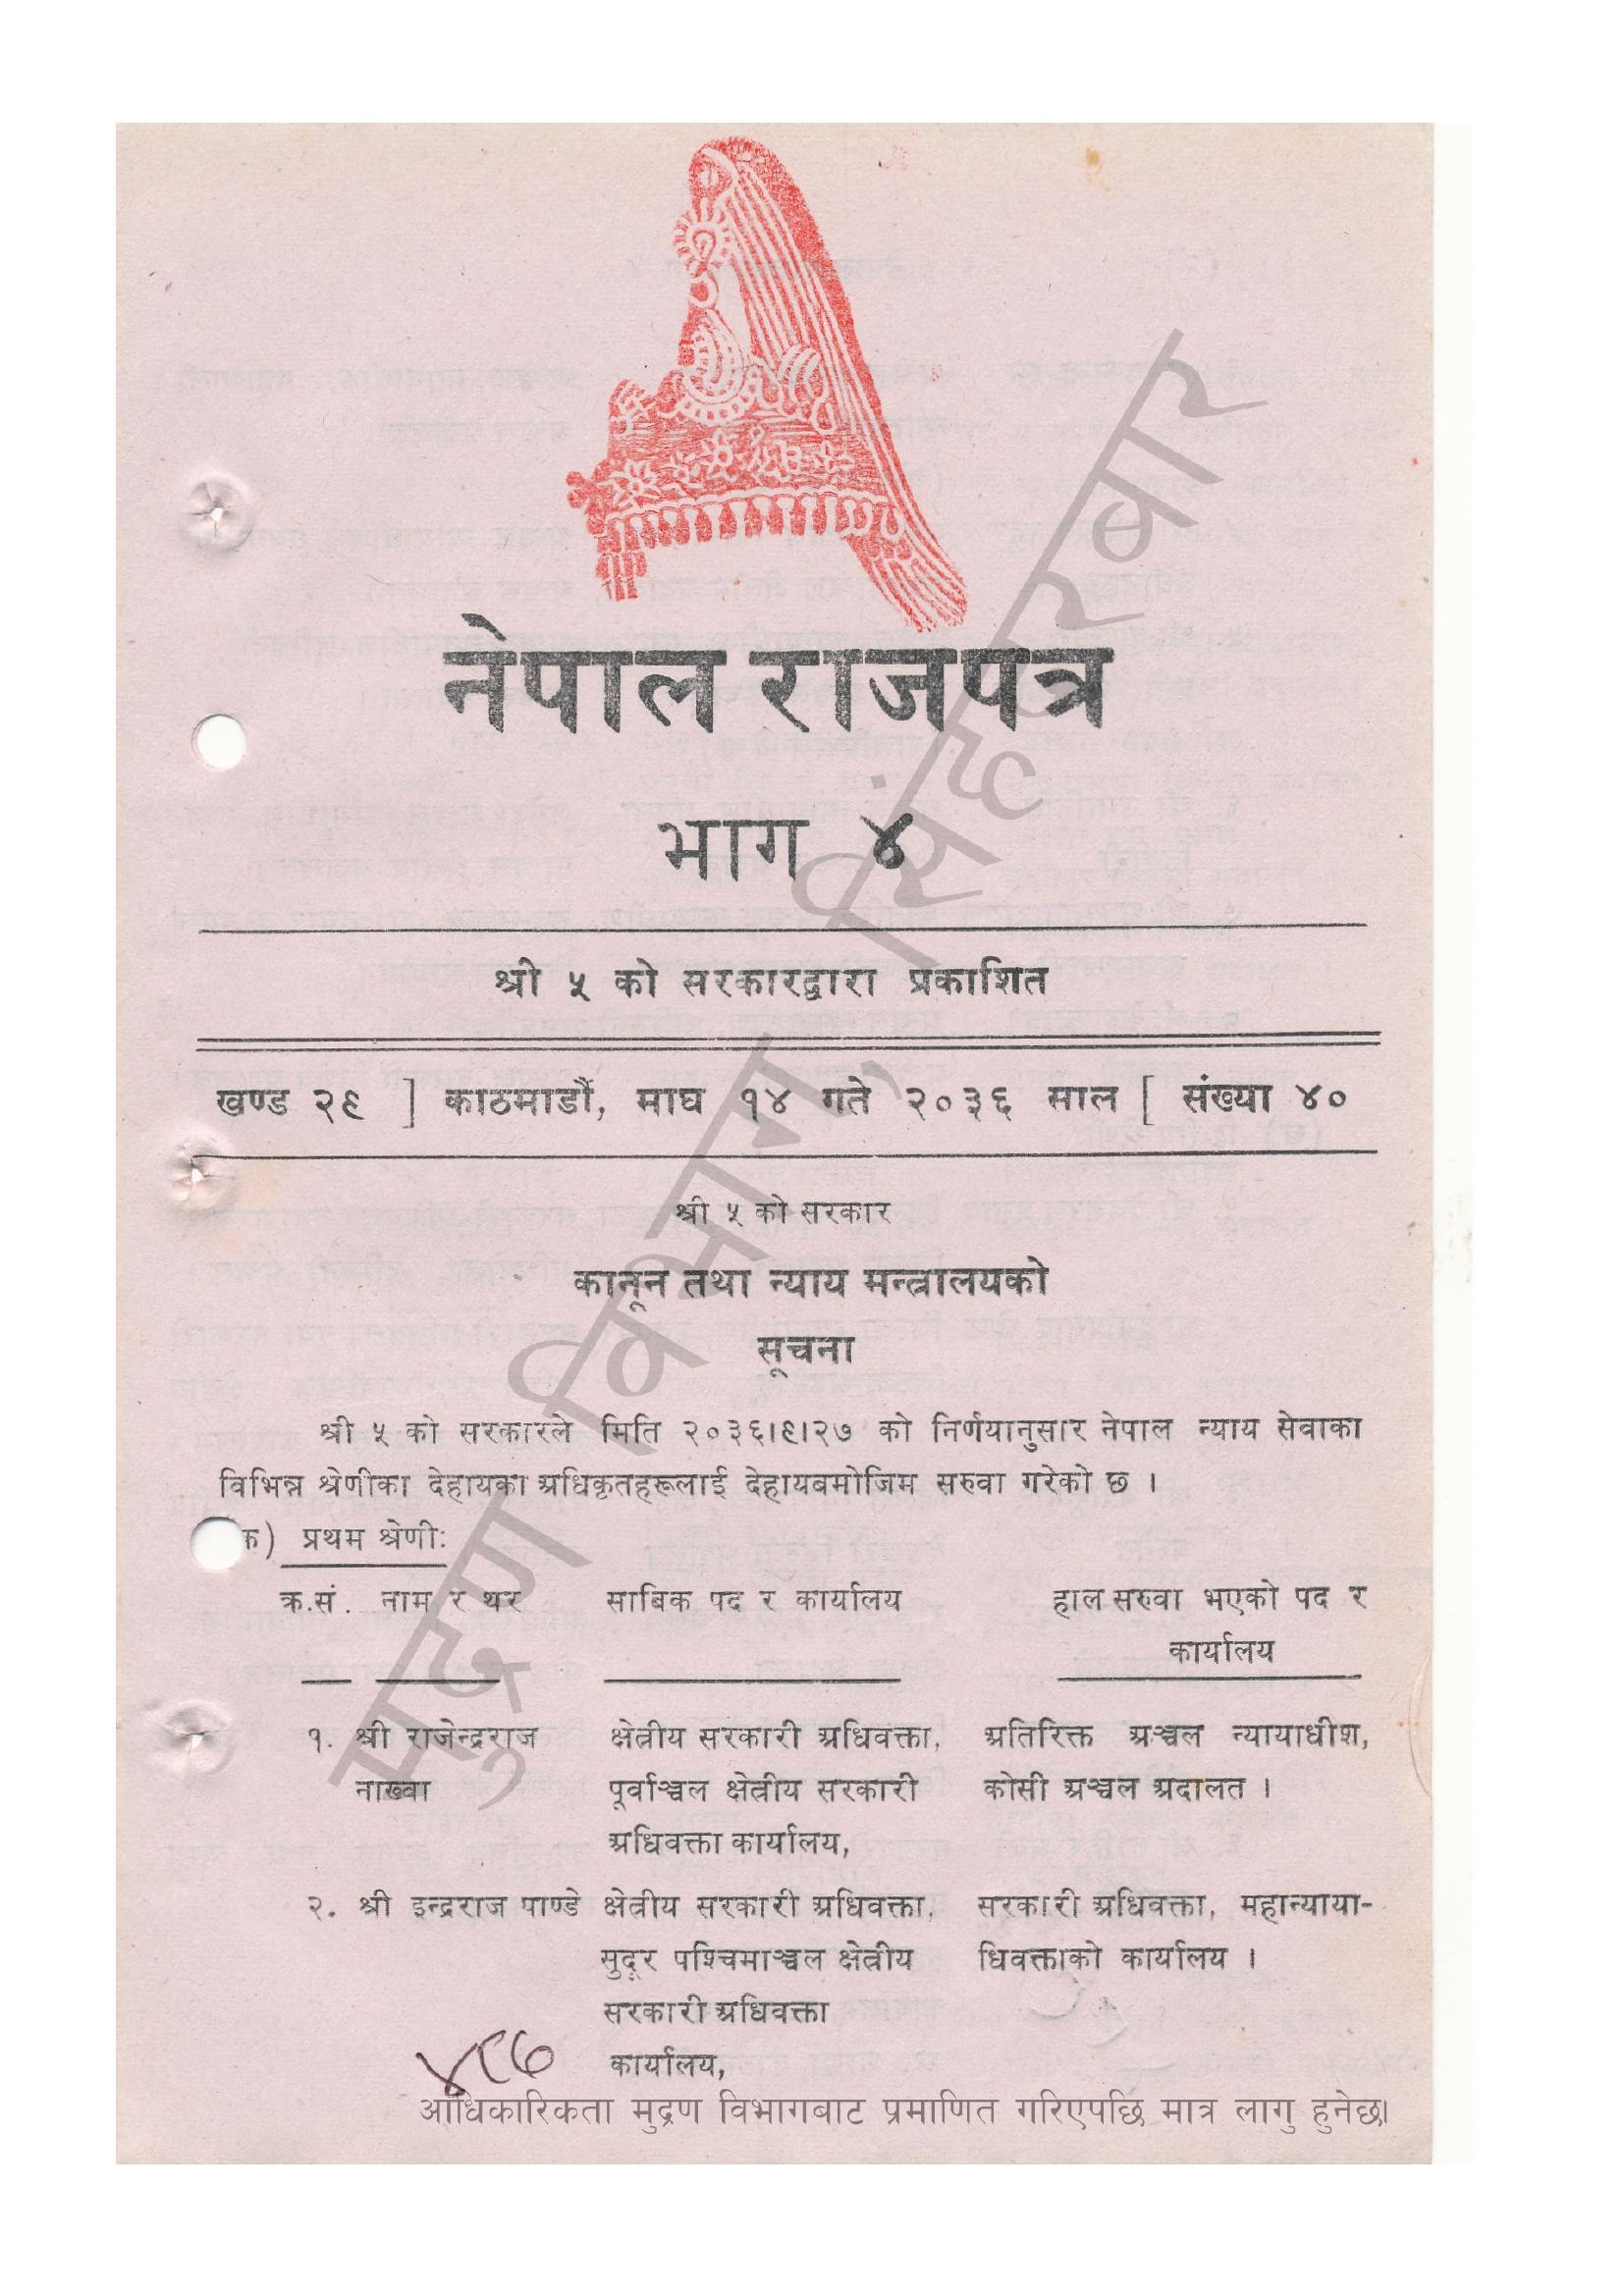 नेपाल राजपत्र
भाग ४
श्री ५ को सरकारद्वारा प्रकाशित
खण्ड २९ ] काठमाडौं, माघ १४ गते २०३६ साल [ संख्या ४०
श्री ५ को सरकार
कानून तथा न्याय मन्त्रालयको
सूचना
श्री ५ को सरकारले मिति २०३६।९।२७ को निर्णयानुसार नेपाल न्याय सेवाका
विभिन्न श्रेणीका देहायका अधिकृतहरूलाई देहायबमोजिम सरुवा गरेको छ ।
क) प्रथम श्रेणी:
क्र.सं. नाम र थर साबिक पद र कार्यालय हाल सरुवा भएको पद र
कार्यालय
१. श्री राजेन्द्रराज क्षेत्रीय सरकारी अधिवक्ता, अतिरिक्त अञ्चल न्यायाधीश,
नाख्वा पूर्वाञ्चल क्षेत्रीय सरकारी कोसी अञ्चल अदालत ।
अधिवक्ता कार्यालय,
२. श्री इन्द्रराज पाण्डे क्षेत्रीय सरकारी अधिवक्ता, सरकारी अधिवक्ता, महान्याया-
सुदूर पश्चिमाञ्चल क्षेत्रीय धिवक्ताको कार्यालय ।
सरकारी अधिवक्ता
कार्यालय,
४९७
आधिकारिकता मुद्रण विभागबाट प्रमाणित गरिएपछि मात्र लागु हुनेछ।
मुद्रण विभाग, सिंहदरवार